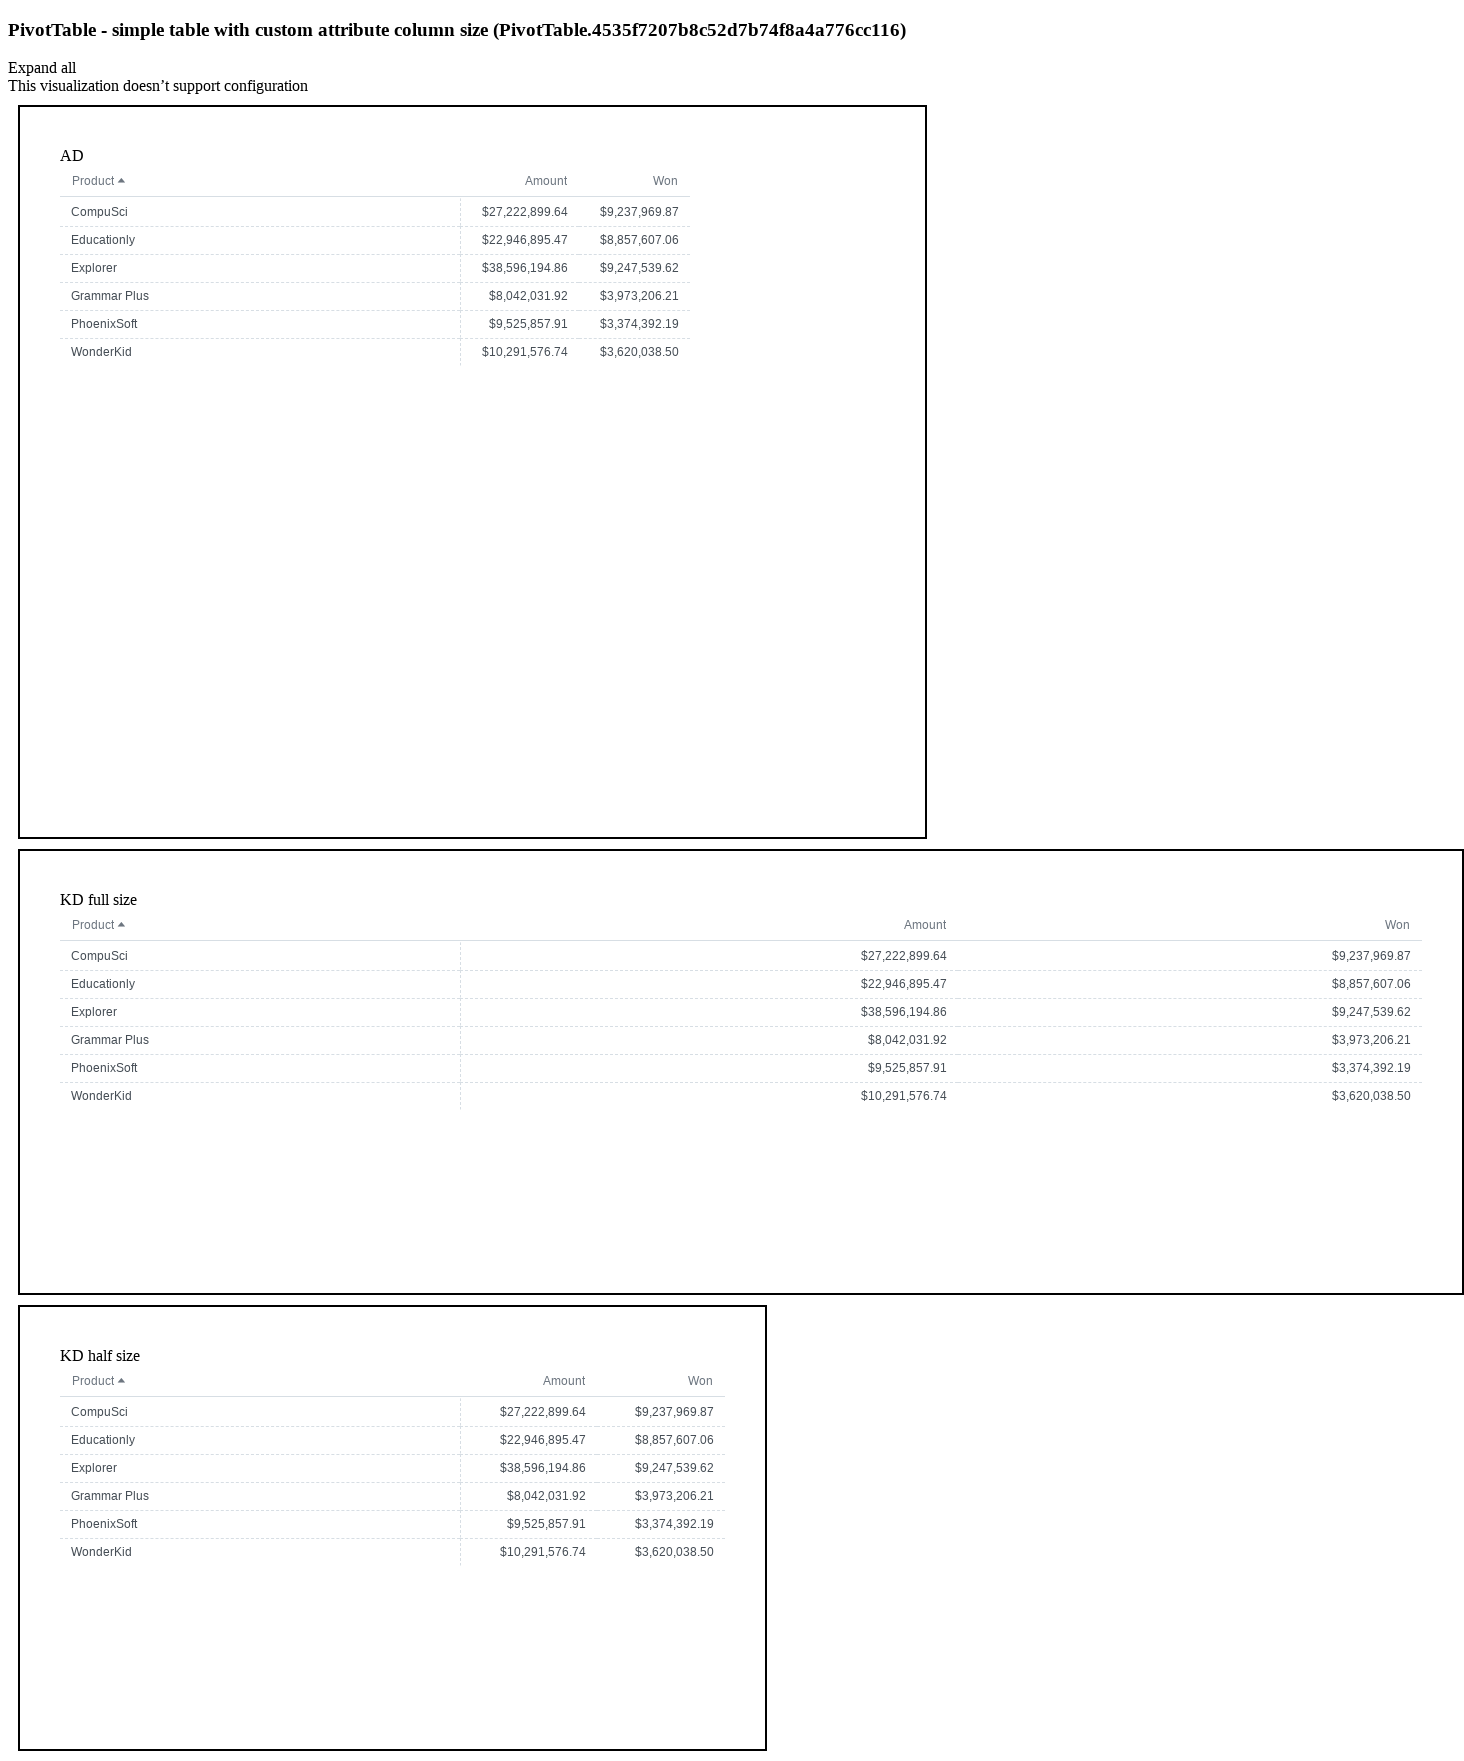 PivotTable - simple table with custom attribute column size (PivotTable.4535f7207b8c52d7b74f8a4a776cc116)
Expand all
This visualization doesn’t support configuration
AD
Product Amount Won
CompuSci $27,222,899.64 $9,237,969.87
Educationly $22,946,895.47 $8,857,607.06
Explorer $38,596,194.86 $9,247,539.62
Grammar Plus $8,042,031.92 $3,973,206.21
PhoenixSoft $9,525,857.91 $3,374,392.19
WonderKid $10,291,576.74 $3,620,038.50
KD full size
Product Amount Won
CompuSci $27,222,899.64 $9,237,969.87
Educationly $22,946,895.47 $8,857,607.06
Explorer $38,596,194.86 $9,247,539.62
Grammar Plus $8,042,031.92 $3,973,206.21
PhoenixSoft $9,525,857.91 $3,374,392.19
WonderKid $10,291,576.74 $3,620,038.50
KD half size
Product Amount Won
CompuSci $27,222,899.64 $9,237,969.87
Educationly $22,946,895.47 $8,857,607.06
Explorer $38,596,194.86 $9,247,539.62
Grammar Plus $8,042,031.92 $3,973,206.21
PhoenixSoft $9,525,857.91 $3,374,392.19
WonderKid $10,291,576.74 $3,620,038.50